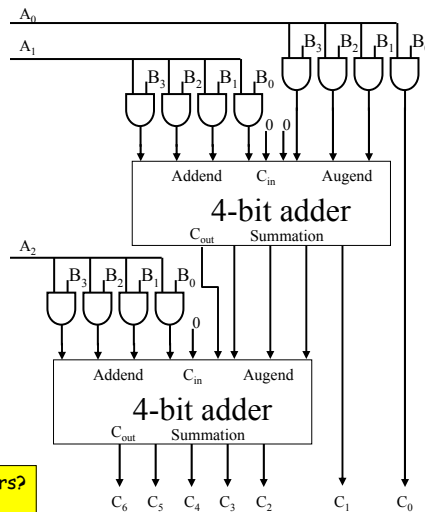 A₀
A₁
B₃ B₂ B₁ B₀
B₃ B₂ B₁ B₀
0 0
Addend Cᵢₙ Augend
4-bit adder
Cₒᵤₜ Summation
A₂
B₃ B₂ B₁ B₀
0
Addend Cᵢₙ Augend
4-bit adder
Cₒᵤₜ Summation
rs?
C₆ C₅ C₄ C₃ C₂ C₁ C₀